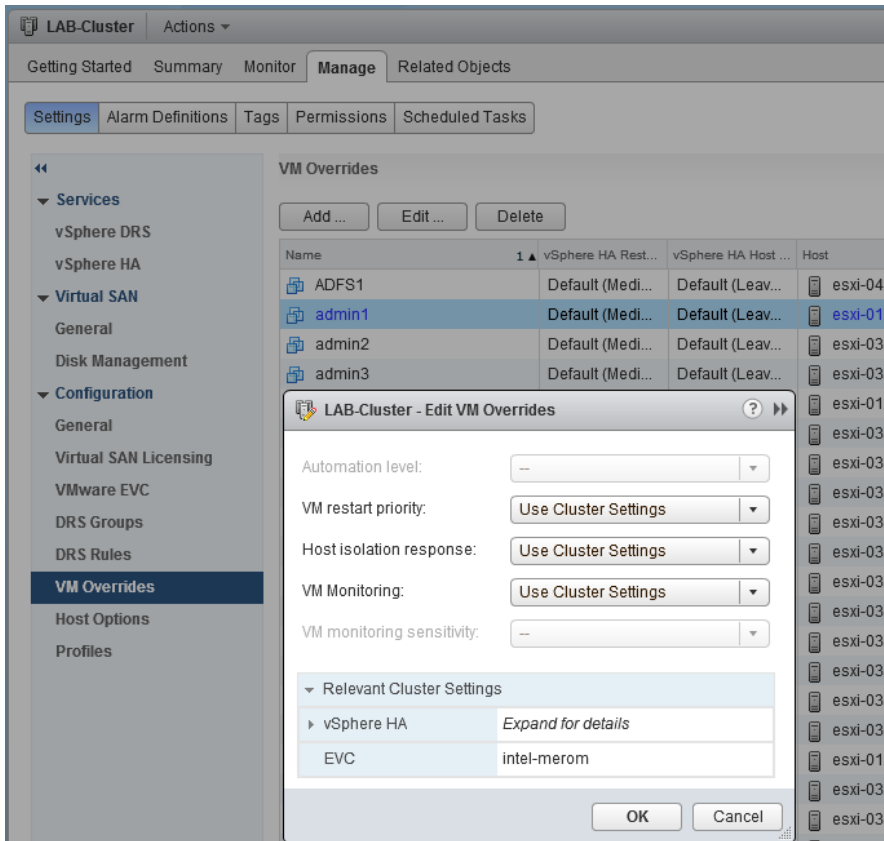 LAB-Cluster Actions
Getting Started Summary Monitor Manage Related Objects
Settings Alarm Definitions Tags Permissions Scheduled Tasks
Services
vSphere DRS
vSphere HA
Virtual SAN
General
Disk Management
Configuration
General
Virtual SAN Licensing
VMware EVC
DRS Groups
DRS Rules
VM Overrides
Host Options
Profiles
VM Overrides
Add ... Edit ... Delete
Name 1 vSphere HA Rest... vSphere HA Host ... Host
ADFS1 Default (Medi... Default (Leav... esxi-04
admin1 Default (Medi... Default (Leav... esxi-01
admin2 Default (Medi... Default (Leav... esxi-03
admin3 Default (Medi... Default (Leav... esxi-03
esxi-01
esxi-03
esxi-03
esxi-03
esxi-03
esxi-03
esxi-03
esxi-03
esxi-03
esxi-03
esxi-03
esxi-03
esxi-01
esxi-03
esxi-03
LAB-Cluster - Edit VM Overrides ?
Automation level: --
VM restart priority: Use Cluster Settings
Host isolation response: Use Cluster Settings
VM Monitoring: Use Cluster Settings
VM monitoring sensitivity: --
Relevant Cluster Settings
vSphere HA Expand for details
EVC intel-merom
OK Cancel